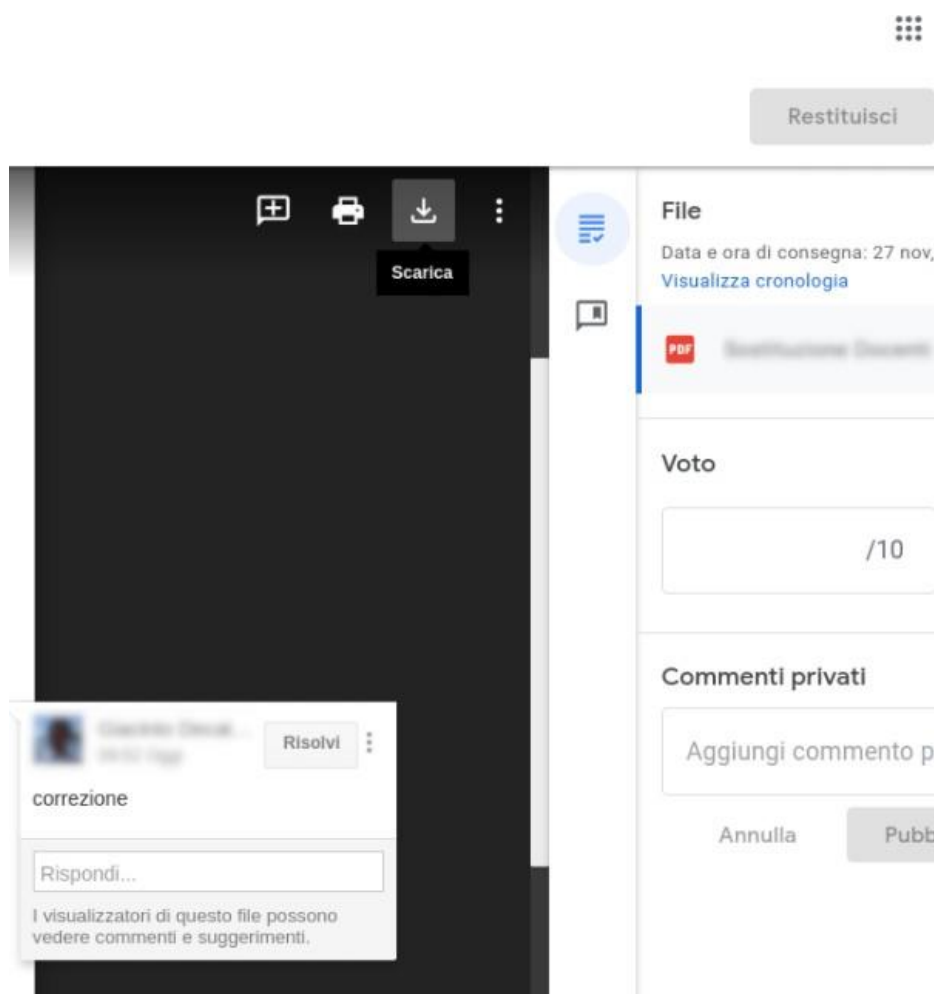 Restituisci
Scarica
File
Data e ora di consegna: 27 nov,
Visualizza cronologia
PDF
Voto
/10
Commenti privati
Aggiungi commento p
Annulla
Pubb
Risolvi
correzione
Rispondi...
I visualizzatori di questo file possono
vedere commenti e suggerimenti.